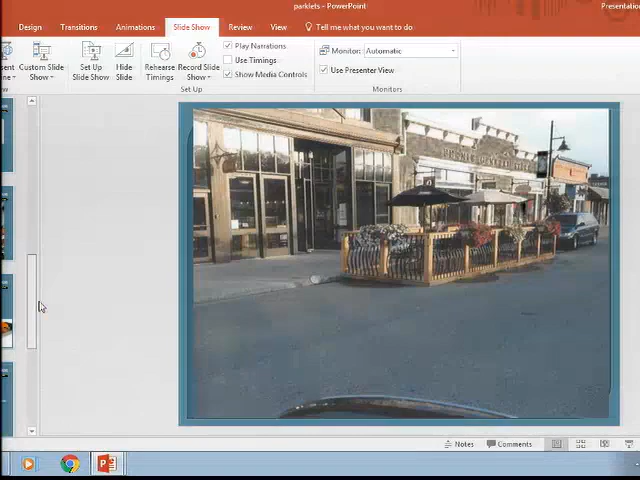 parklets - PowerPoint
Presentatio
Design Transitions Animations Slide Show Review View Tell me what you want to do
Custom Slide Show
Set Up Slide Show
Hide Slide
Rehearse Timings
Record Slide Show
Play Narrations
Use Timings
Show Media Controls
Set Up
Monitor: Automatic
Use Presenter View
Monitors
Notes Comments